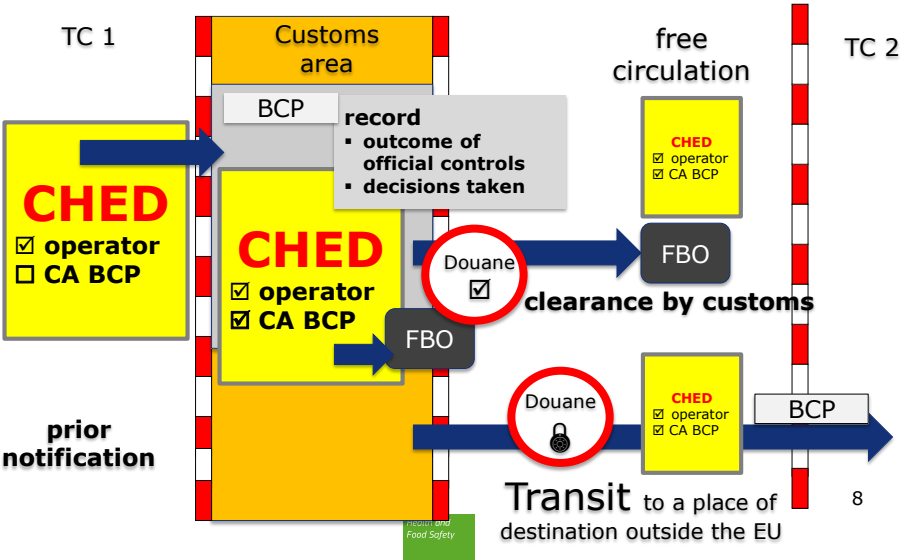 TC 1
Customs
area
free
circulation
TC 2
BCP
record
▪ outcome of
official controls
▪ decisions taken
CHED
☑ operator
☐ CA BCP
CHED
☑ operator
☑ CA BCP
CHED
☑ operator
☑ CA BCP
Douane
☑
FBO
clearance by customs
FBO
prior
notification
Douane
CHED
☑ operator
☑ CA BCP
BCP
Transit to a place of
destination outside the EU
8
Health and
Food Safety